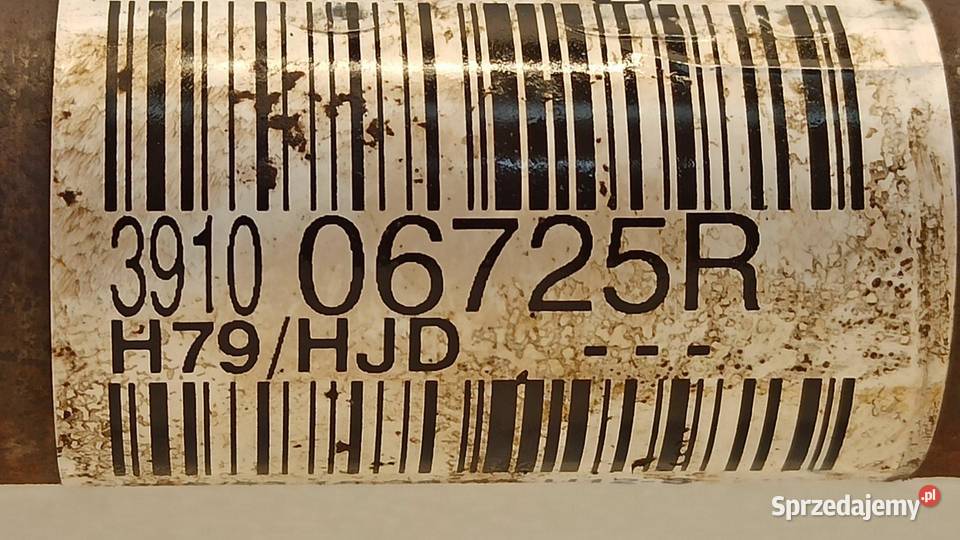 3910 06725R
H79/HJD ---
Sprzedajemy.pl